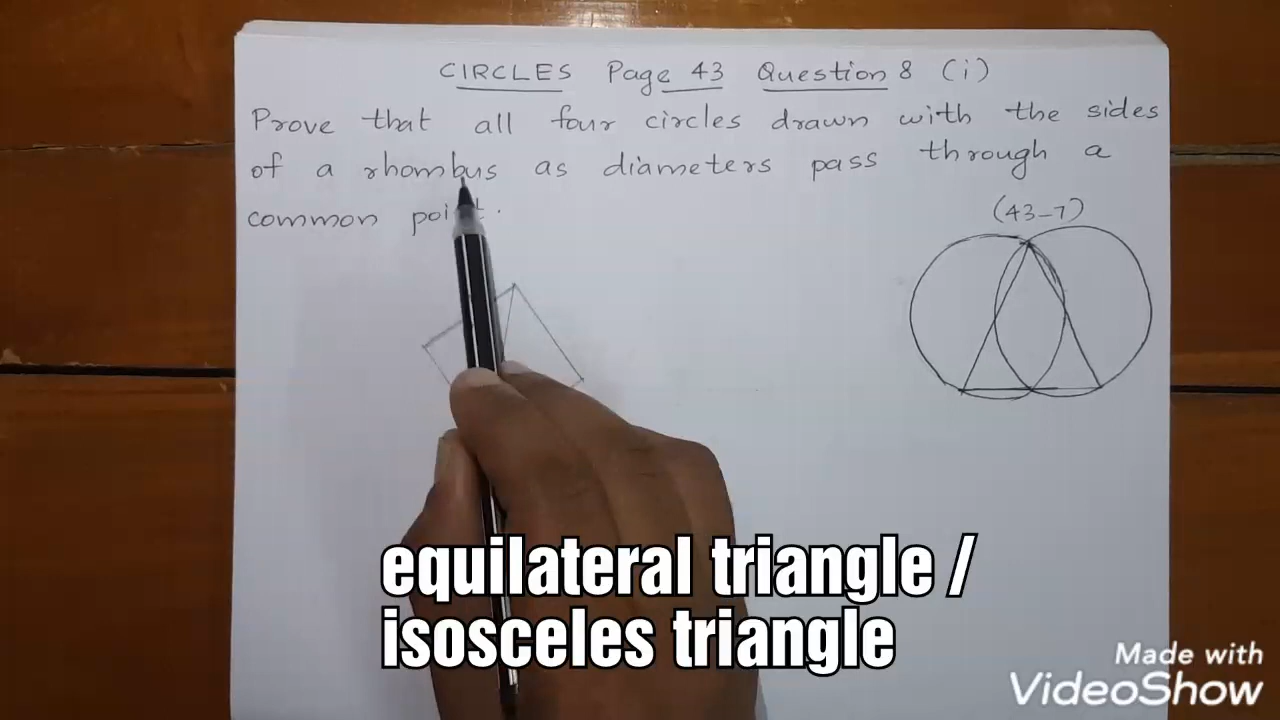 CIRCLES Page 43 Question 8 (i)
Prove that all four circles drawn with the sides
of a rhombus as diameters pass through a
common point.
(43-7)
equilateral triangle /
isosceles triangle
Made with
VideoShow